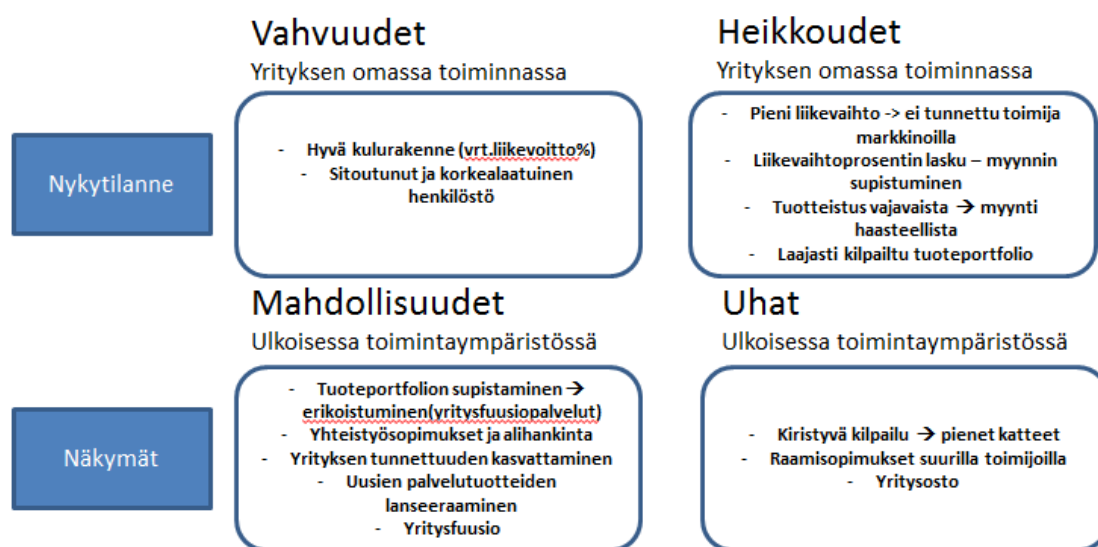 Vahvuudet
Yrityksen omassa toiminnassa
Heikkoudet
Yrityksen omassa toiminnassa
Nykytilanne
- Hyvä kulurakenne (vrt.liikevoitto%)
- Sitoutunut ja korkealaatuinen
henkilöstö
- Pieni liikevaihto -> ei tunnettu toimija
markkinoilla
- Liikevaihtoprosentin lasku – myynnin
supistuminen
- Tuotteistus vajavaista → myynti
haasteellista
- Laajasti kilpailtu tuoteportfolio
Mahdollisuudet
Ulkoisessa toimintaympäristössä
Uhat
Ulkoisessa toimintaympäristössä
Näkymät
- Tuoteportfolion supistaminen →
erikoistuminen(yritysfuusiopalvelut)
- Yhteistyösopimukset ja alihankinta
- Yrityksen tunnettuuden kasvattaminen
- Uusien palvelutuotteiden
lanseeraaminen
- Yritysfuusio
- Kiristyvä kilpailu → pienet katteet
- Raamisopimukset suurilla toimijoilla
- Yritysosto